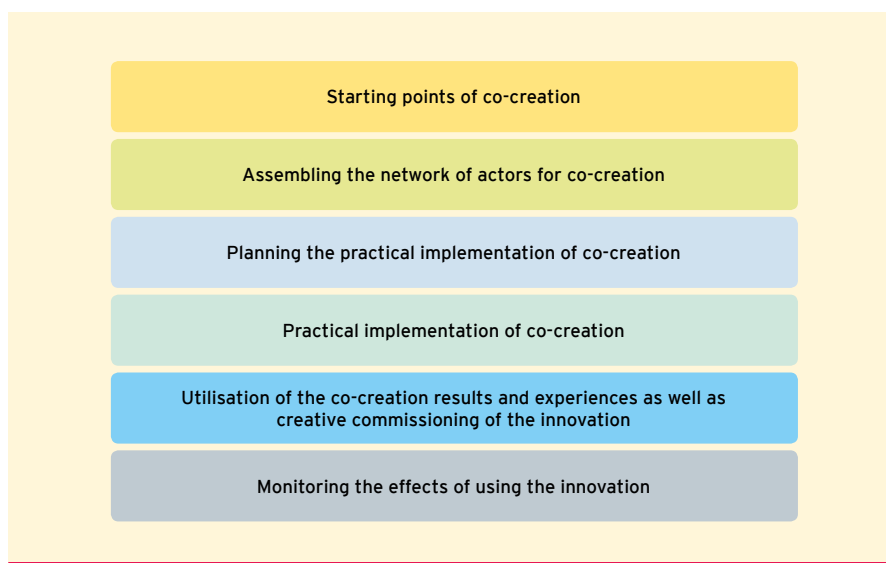 Starting points of co-creation
Assembling the network of actors for co-creation
Planning the practical implementation of co-creation
Practical implementation of co-creation
Utilisation of the co-creation results and experiences as well as
creative commissioning of the innovation
Monitoring the effects of using the innovation